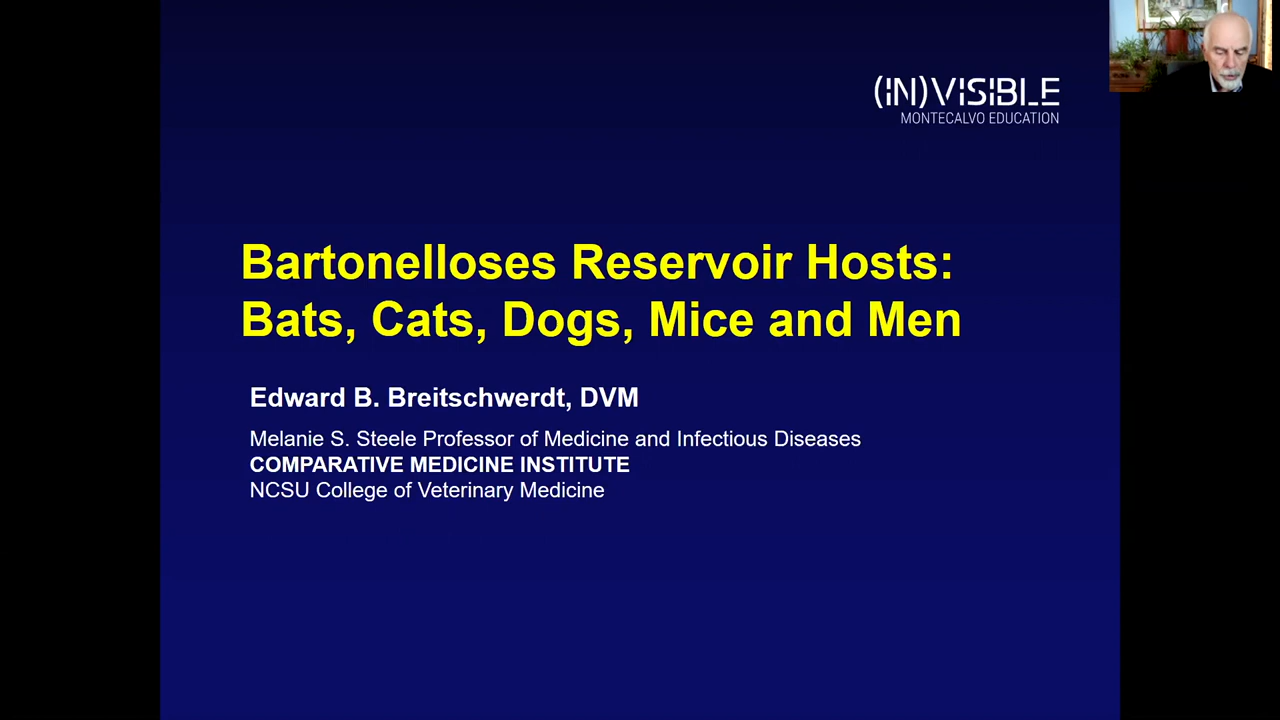 (IN)VISIBLE
MONTECALVO EDUCATION
Bartonelloses Reservoir Hosts:
Bats, Cats, Dogs, Mice and Men
Edward B. Breitschwerdt, DVM
Melanie S. Steele Professor of Medicine and Infectious Diseases
COMPARATIVE MEDICINE INSTITUTE
NCSU College of Veterinary Medicine